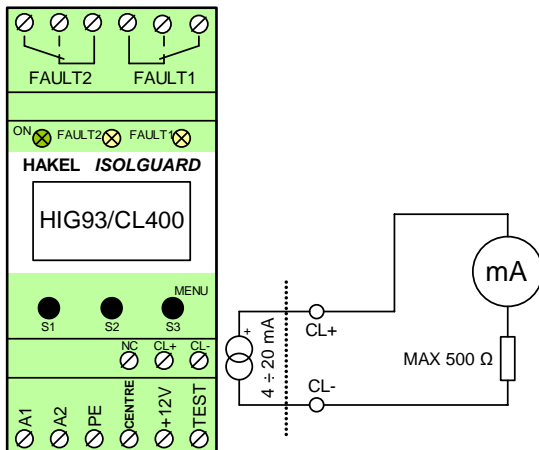 FAULT2 FAULT1
ON FAULT2 FAULT1
HAKEL ISOLGUARD
HIG93/CL400
MENU
S1 S2 S3
NC CL+ CL-
A1 A2 PE CENTRE +12V TEST
4 ÷ 20 mA
+
CL+
CL-
mA
MAX 500 Ω